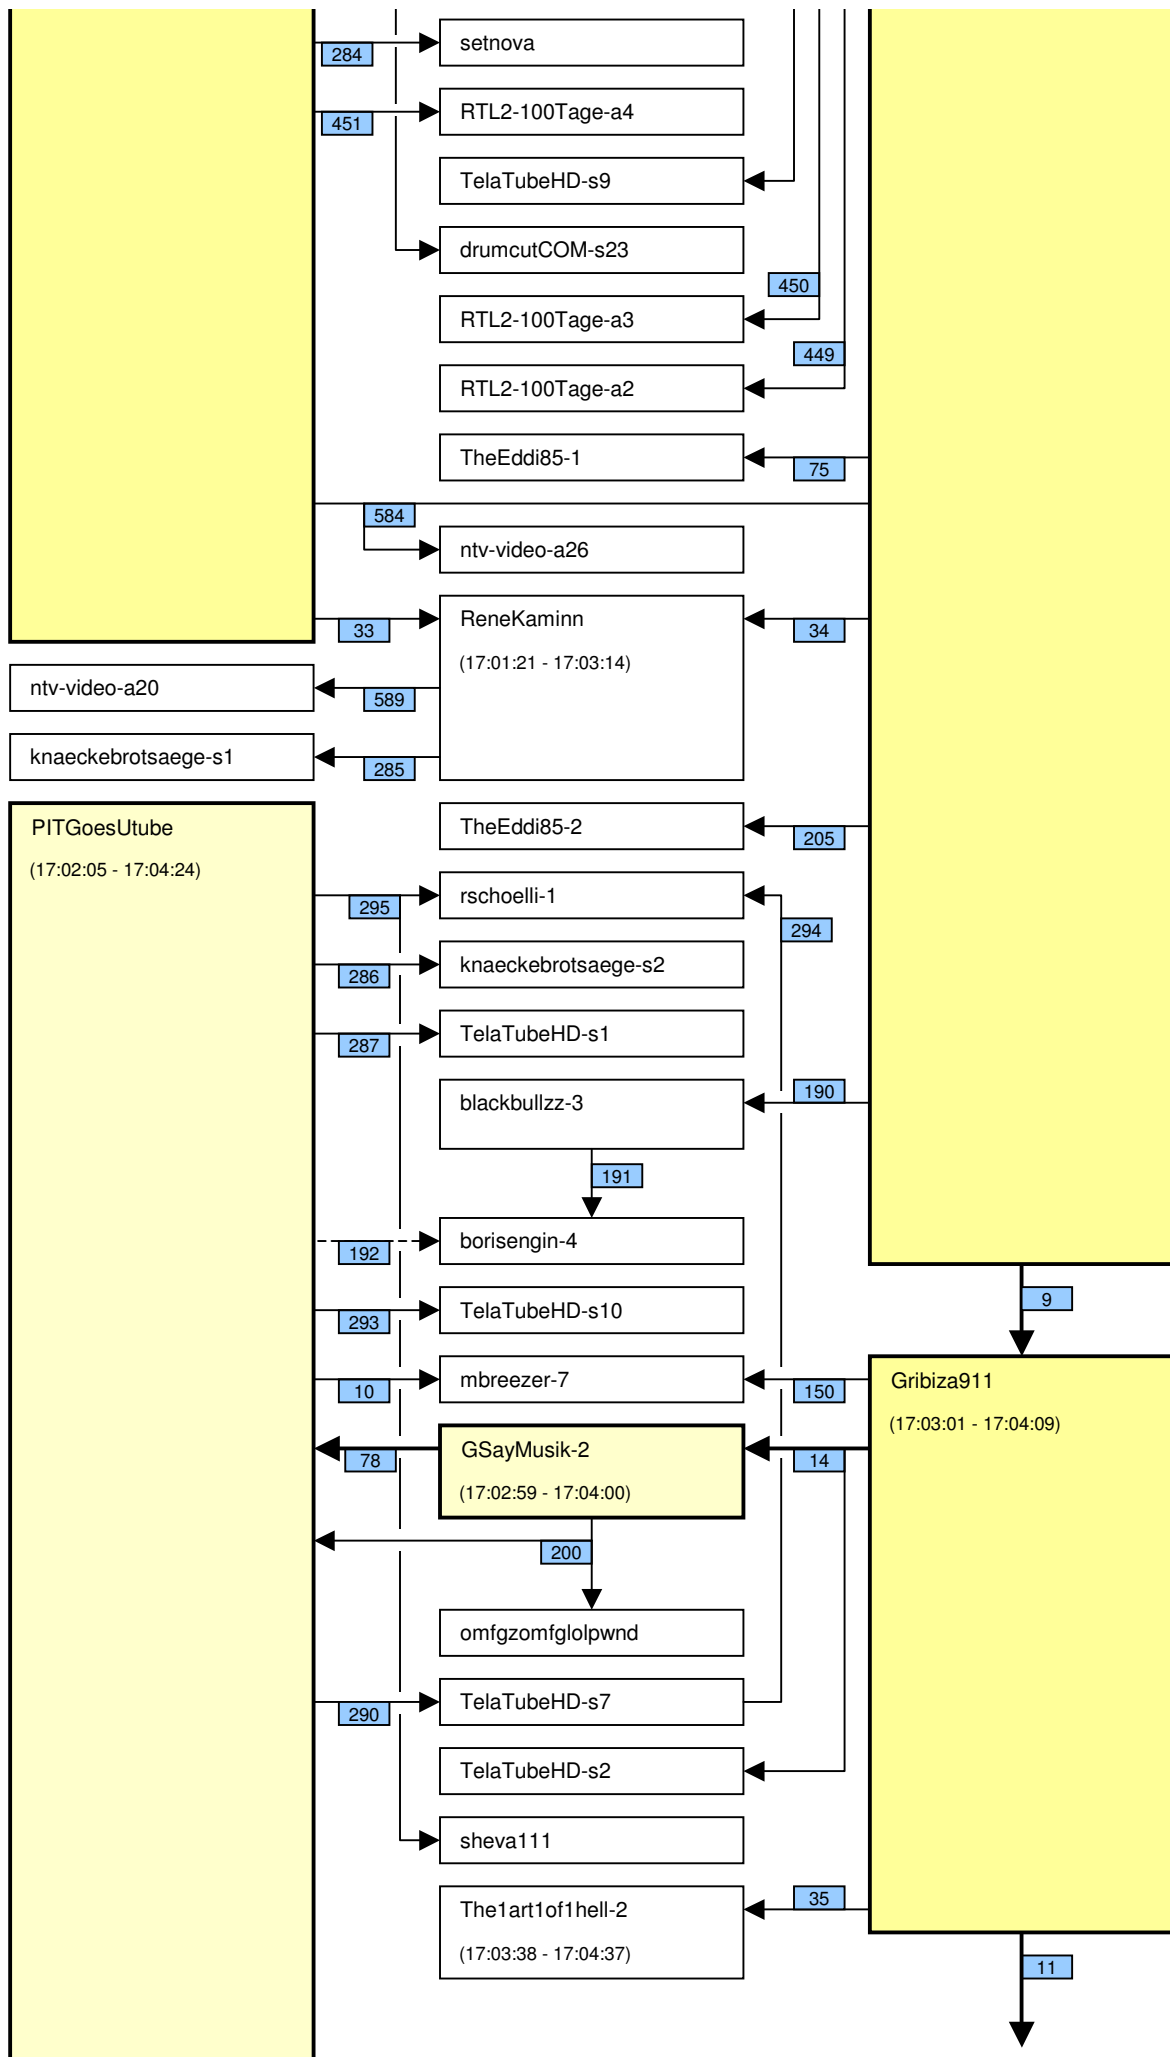 setnova
284
RTL2-100Tage-a4
451
TelaTubeHD-s9
drumcutCOM-s23
450
RTL2-100Tage-a3
449
RTL2-100Tage-a2
TheEddi85-1
75
584
ntv-video-a26
ReneKaminn
33
34
(17:01:21 - 17:03:14)
ntv-video-a20
589
knaeckebrotsaege-s1
285
PITGoesUtube
(17:02:05 - 17:04:24)
TheEddi85-2
205
rschoelli-1
295
294
knaeckebrotsaege-s2
286
TelaTubeHD-s1
287
190
blackbullzz-3
191
borisengin-4
192
TelaTubeHD-s10
293
9
mbreezer-7
10
150
Gribiza911
(17:03:01 - 17:04:09)
GSayMusik-2
78
14
(17:02:59 - 17:04:00)
200
omfgzomfglolpwnd
TelaTubeHD-s7
290
TelaTubeHD-s2
sheva111
The1art1of1hell-2
35
(17:03:38 - 17:04:37)
11